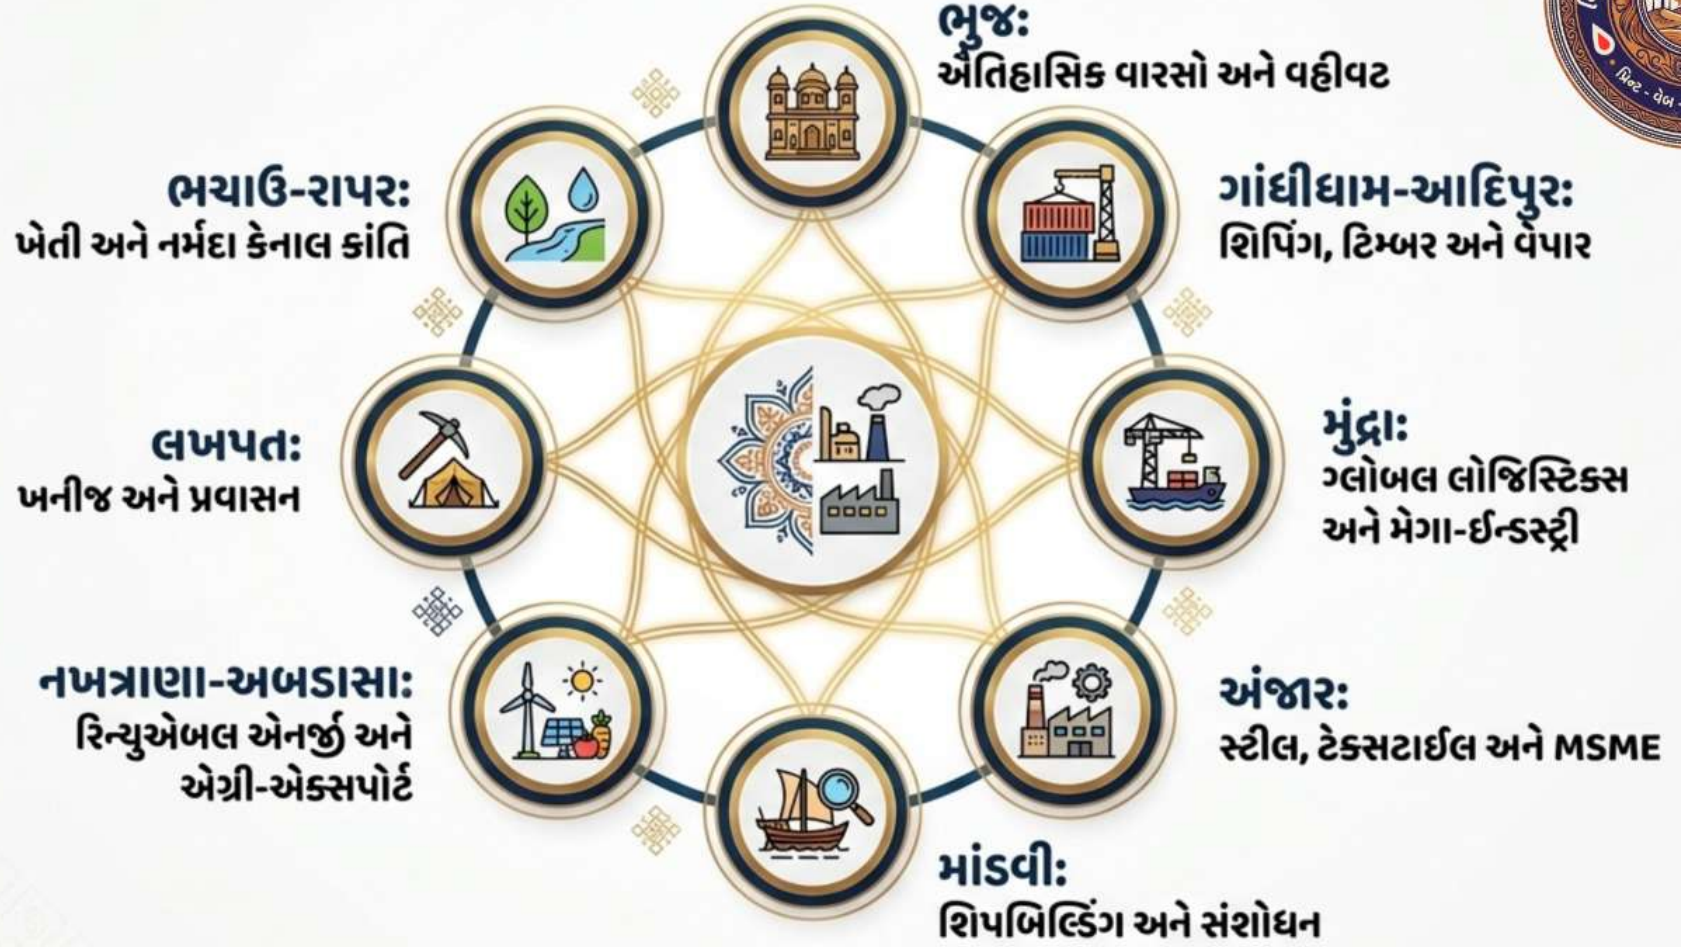 ભુજ:
ઐતિહાસિક વારસો અને વહીવટ
ગાંધીધામ-આદિપુર:
શિપિંગ, ટિમ્બર અને વેપાર
મુંદ્રા:
ગ્લોબલ લોજિસ્ટિક્સ
અને મેગા-ઈન્ડસ્ટ્રી
અંજાર:
સ્ટીલ, ટેક્સટાઈલ અને MSME
માંડવી:
શિપબિલ્ડિંગ અને સંશોધન
નખત્રાણા-અબડાસા:
રિન્યુએબલ એનર્જી અને
એગ્રી-એક્સપોર્ટ
લખપત:
ખનીજ અને પ્રવાસન
ભચાઉ-રાપર:
ખેતી અને નર્મદા કેનાલ કાંતિ
પ્રિન્ટ - વેબ -